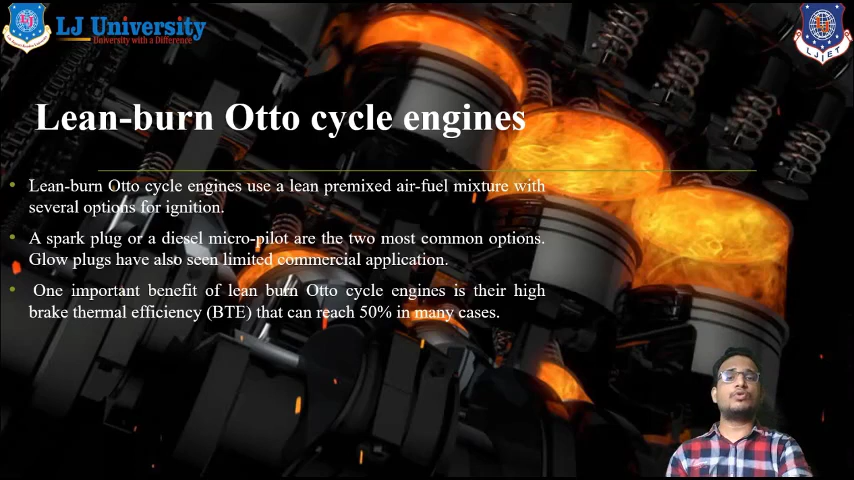 LJ University
University with a Difference
LJIET
Lean-burn Otto cycle engines
Lean-burn Otto cycle engines use a lean premixed air-fuel mixture with
several options for ignition.
A spark plug or a diesel micro-pilot are the two most common options.
Glow plugs have also seen limited commercial application.
One important benefit of lean burn Otto cycle engines is their high
brake thermal efficiency (BTE) that can reach 50% in many cases.